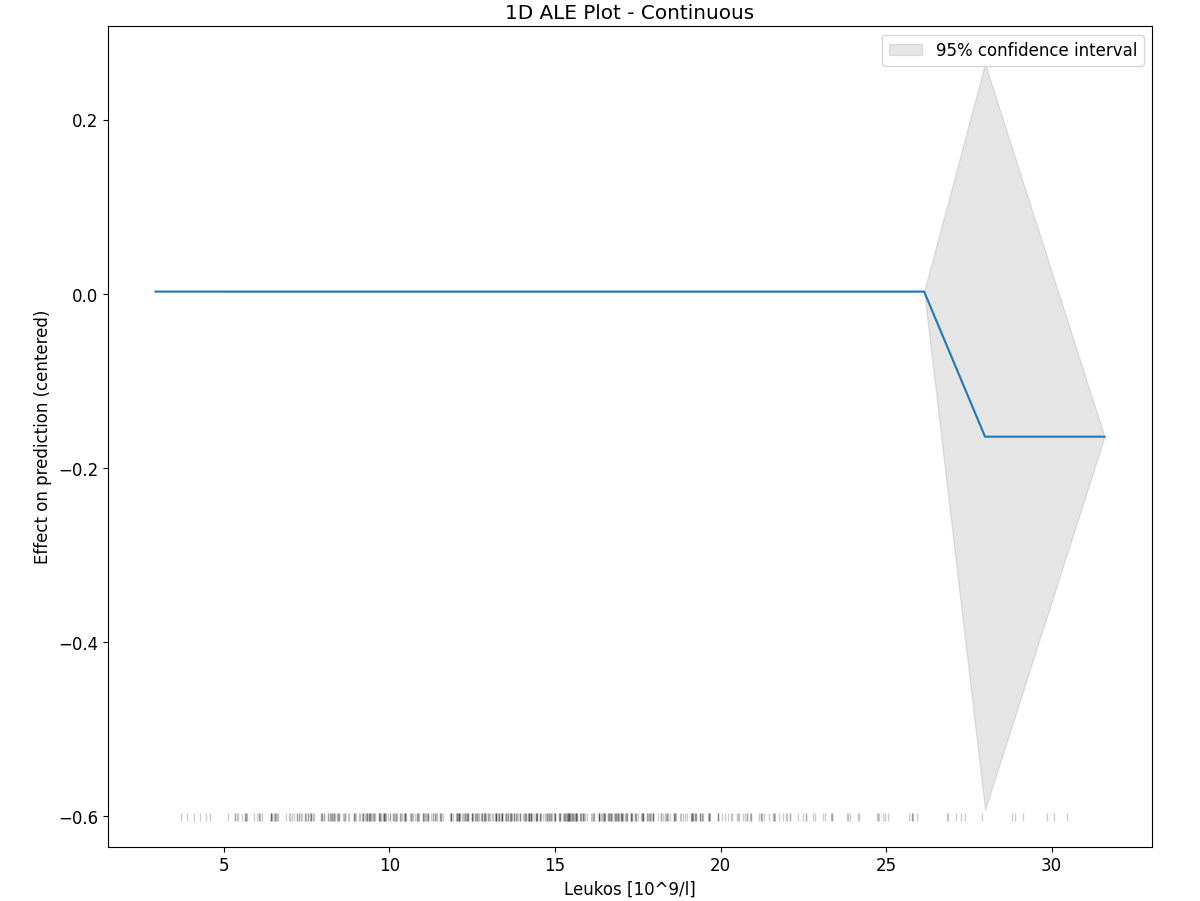 1D ALE Plot - Continuous
95% confidence interval
0.2
0.0
−0.2
−0.4
−0.6
Effect on prediction (centered)
5 10 15 20 25 30
Leukos [10^9/l]